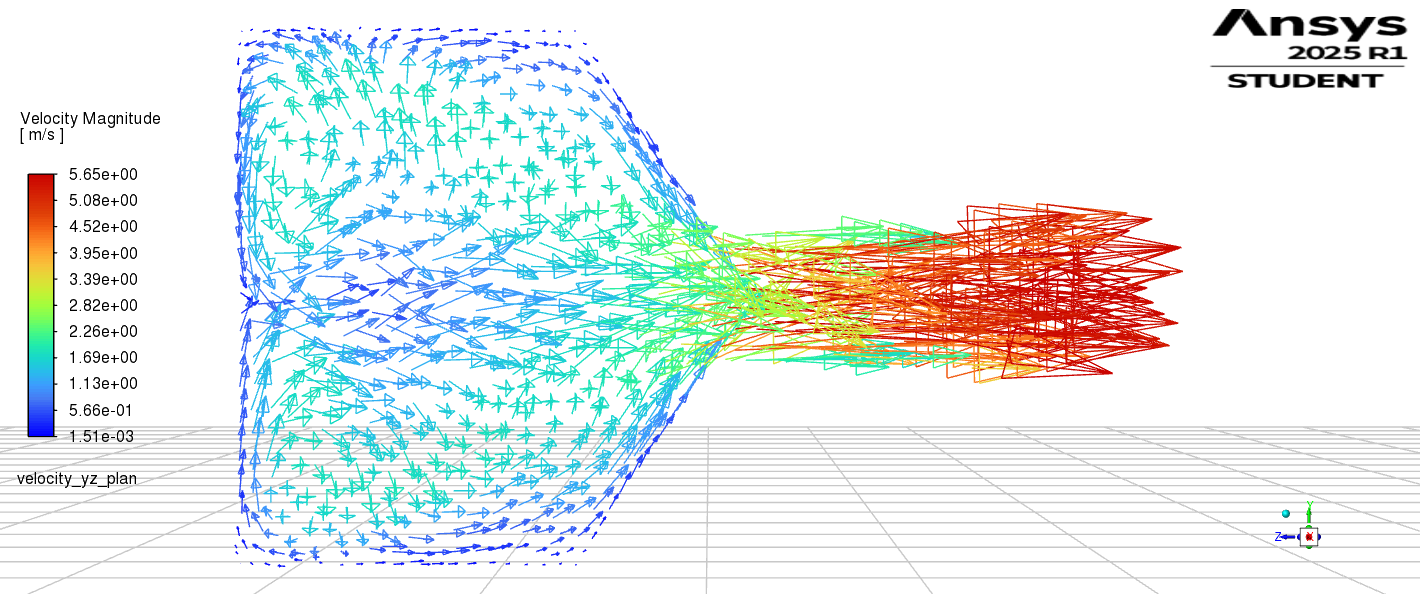 Ansys
2025 R1
STUDENT
Velocity Magnitude
[ m/s ]
5.65e+00
5.08e+00
4.52e+00
3.95e+00
3.39e+00
2.82e+00
2.26e+00
1.69e+00
1.13e+00
5.66e-01
1.51e-03
velocity_yz_plan
Y
Z